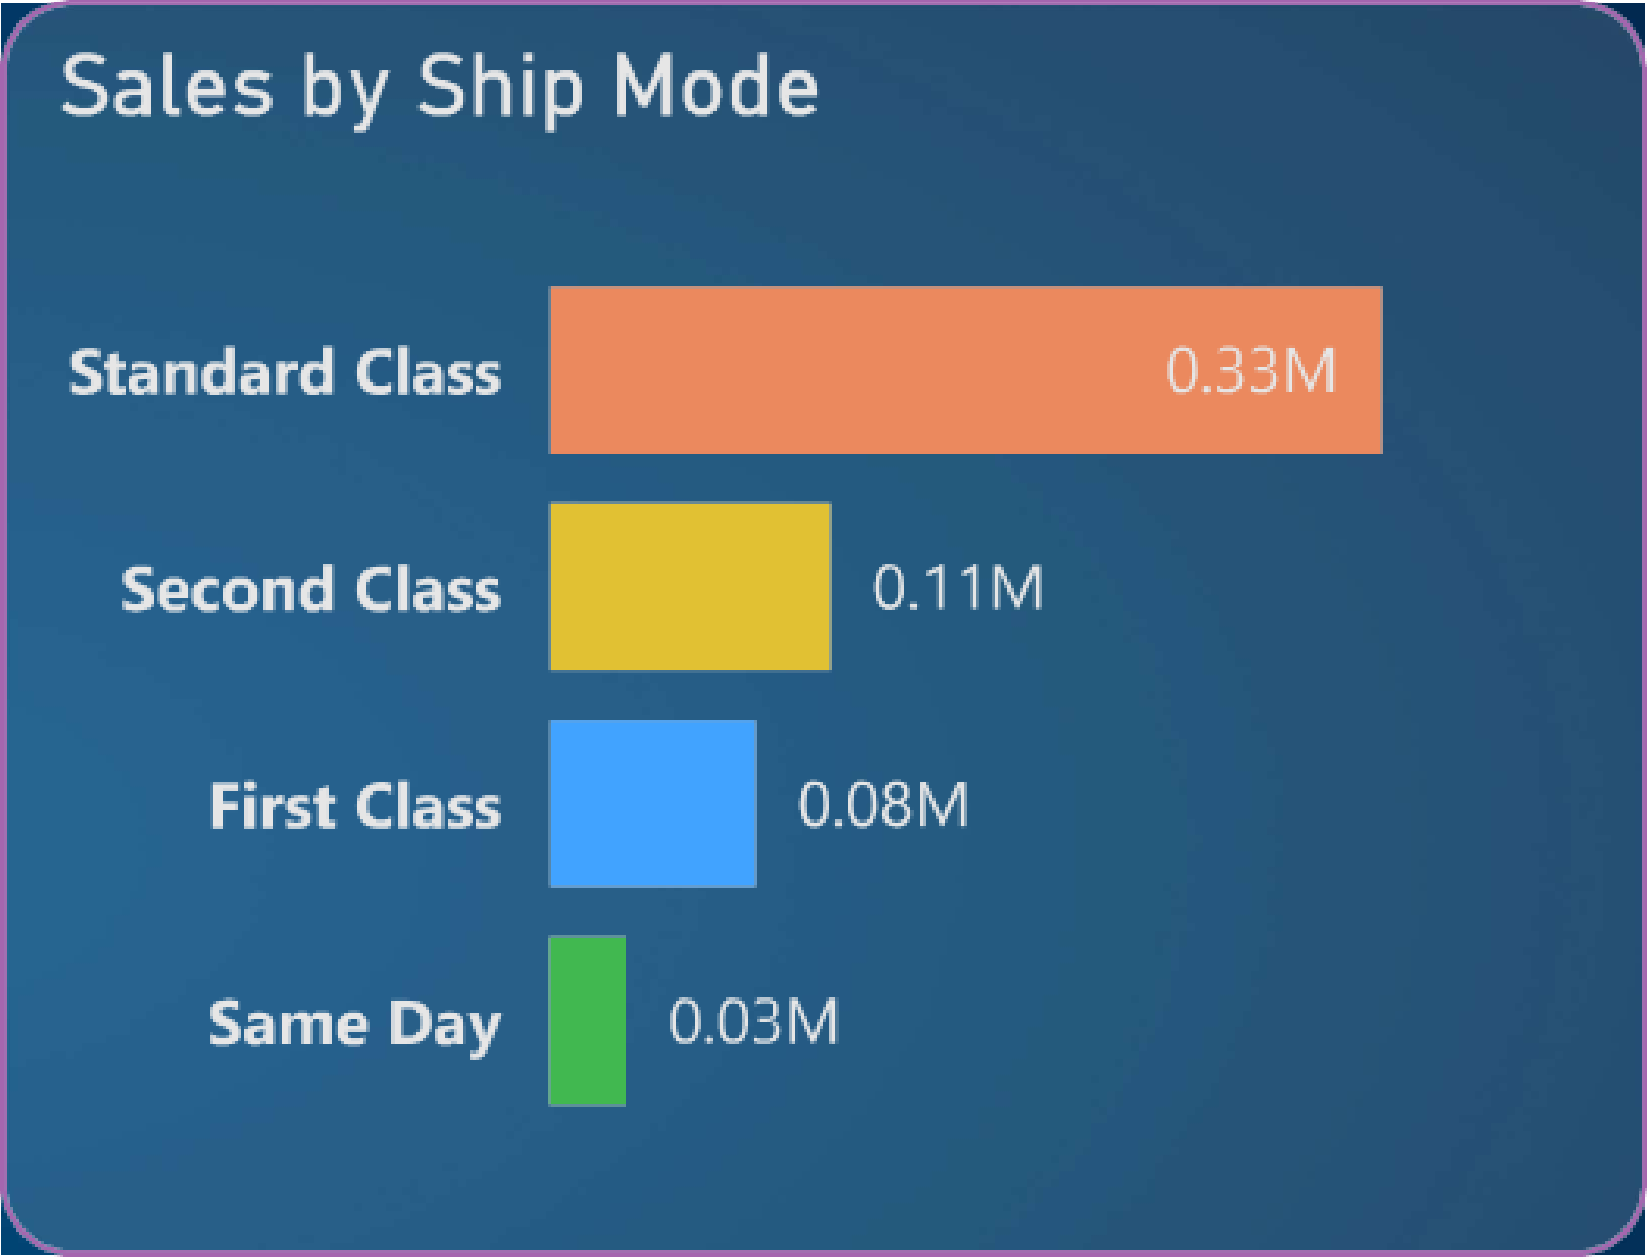 Sales by Ship Mode
Standard Class 0.33M
Second Class 0.11M
First Class 0.08M
Same Day 0.03M